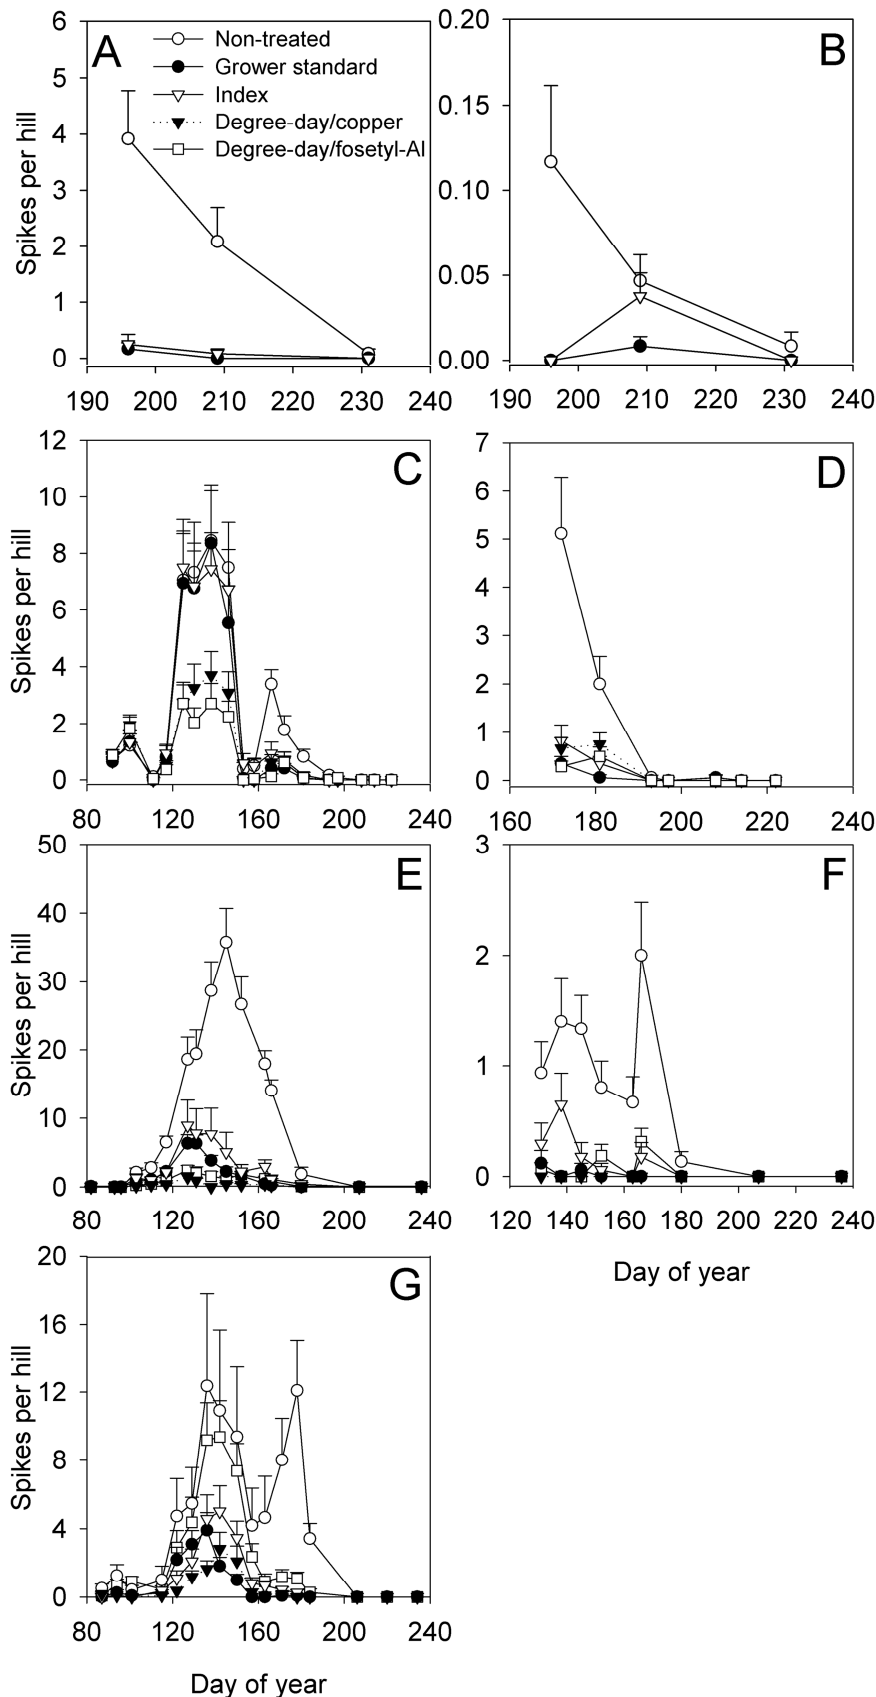 A
Non-treated
Grower standard
Index
Degree-day/copper
Degree-day/fosetyl-Al
Spikes per hill
6
5
4
3
2
1
0
190 200 210 220 230 240
B
0.20
0.15
0.10
0.05
0.00
190 200 210 220 230 240
C
Spikes per hill
12
10
8
6
4
2
0
80 120 160 200 240
D
7
6
5
4
3
2
1
0
160 180 200 220 240
E
Spikes per hill
50
40
30
20
10
0
80 120 160 200 240
F
3
2
1
0
120 140 160 180 200 220 240
Day of year
G
Spikes per hill
20
16
12
8
4
0
80 120 160 200 240
Day of year